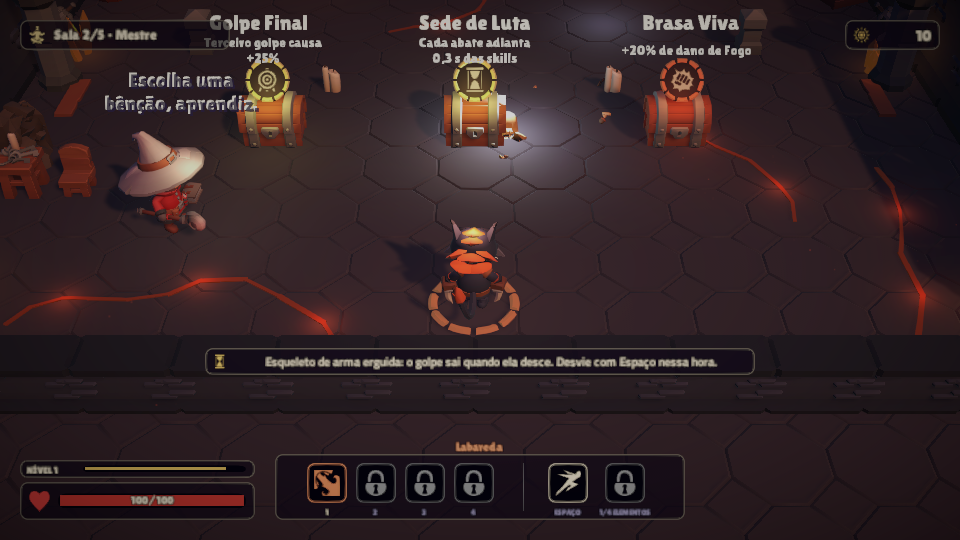 Sala 2/5 - Mestre
Golpe Final
Terceiro golpe causa
+25%
Sede de Luta
Cada abate adianta
0,3 s das skills
Brasa Viva
+20% de dano de Fogo
10
Escolha uma
bênção, aprendiz.
Esqueleto de arma erguida: o golpe sai quando ela desce. Desvie com Espaço nessa hora.
Labareda
NÍVEL 1
100/100
1
2
3
4
ESPAÇO
1/4 ELEMENTOS